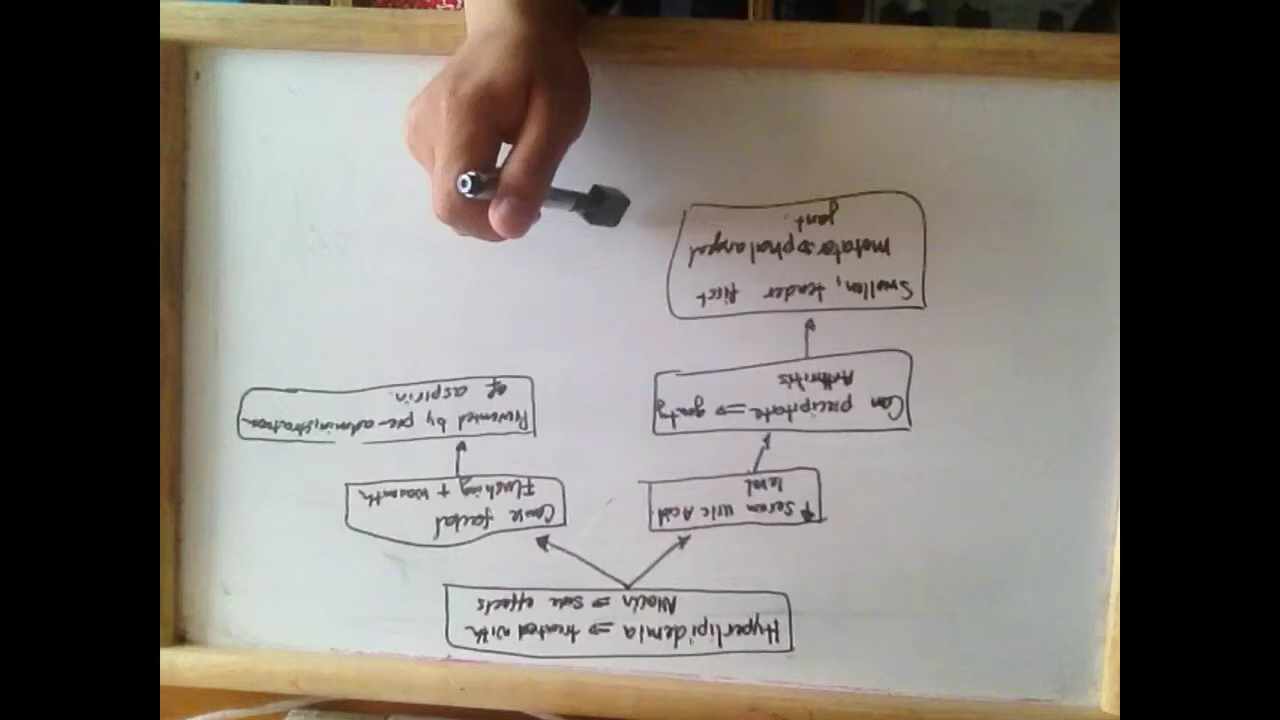 Hyperlipidemia ⇒ treated with
Niacin ⇒ side effects
↑ Serum uric Acid
level
Can precipitate ⇒ gouty
Arthritis
Swollen, tender first
metatarsophalangeal
joint.
Cause facial
Flushing + warmth.
Prevented by pre-administration
of aspirin.